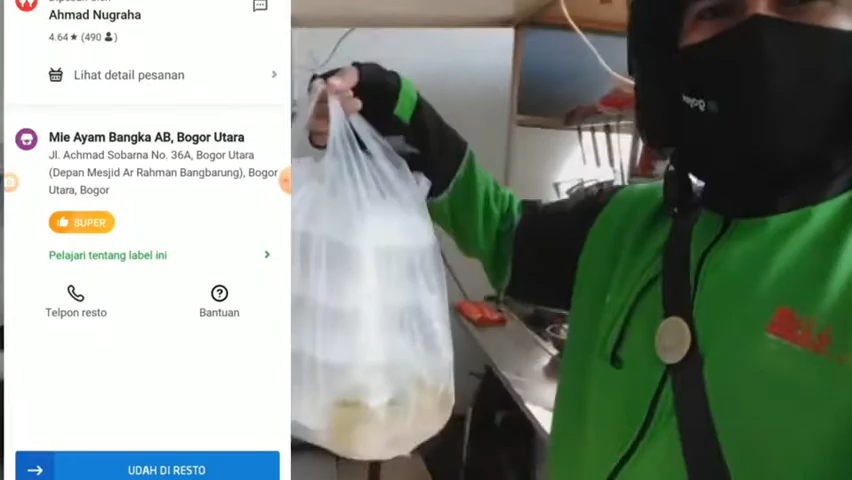 Ahmad Nugraha
4.64★ (490)
Lihat detail pesanan
Mie Ayam Bangka AB, Bogor Utara
Jl. Achmad Sobarna No. 36A, Bogor Utara
(Depan Mesjid Ar Rahman Bangbarung), Bogor
Utara, Bogor
SUPER
Pelajari tentang label ini
Telpon resto
Bantuan
UDAH DI RESTO
gojek